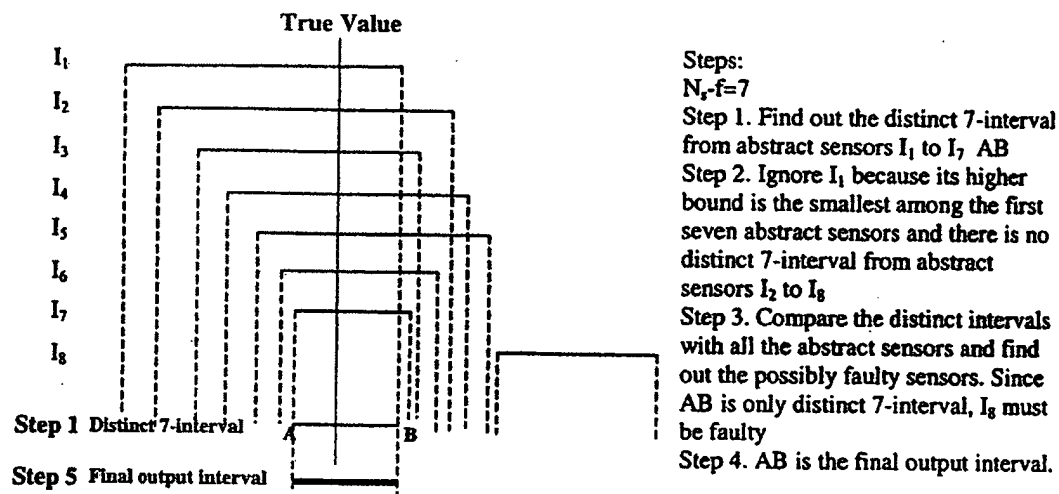 True Value
I₁
I₂
I₃
I₄
I₅
I₆
I₇
I₈
Step 1 Distinct 7-interval
A
B
Step 5 Final output interval
Steps:
Nₛ-f=7
Step 1. Find out the distinct 7-interval
from abstract sensors I₁ to I₇ AB
Step 2. Ignore I₁ because its higher
bound is the smallest among the first
seven abstract sensors and there is no
distinct 7-interval from abstract
sensors I₂ to I₈
Step 3. Compare the distinct intervals
with all the abstract sensors and find
out the possibly faulty sensors. Since
AB is only distinct 7-interval, I₈ must
be faulty
Step 4. AB is the final output interval.